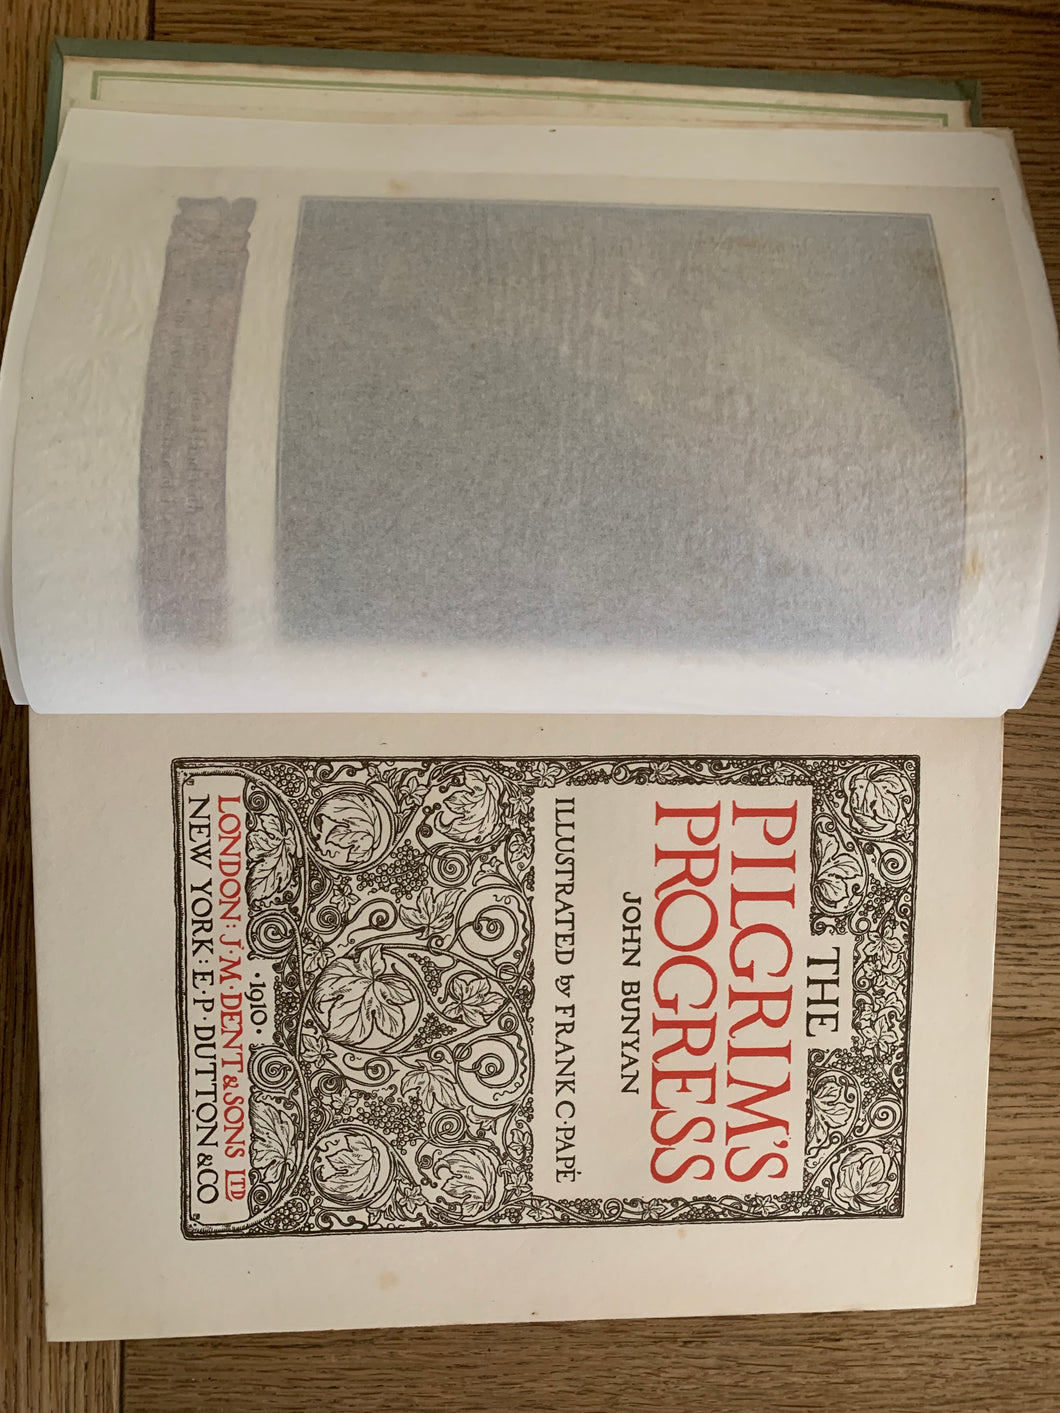 THE
PILGRIM'S
PROGRESS
JOHN BUNYAN
ILLUSTRATED by FRANK C. PAPÉ
·1910·
LONDON: J·M·DENT & SONS LTD
NEW YORK: E·P·DUTTON & CO